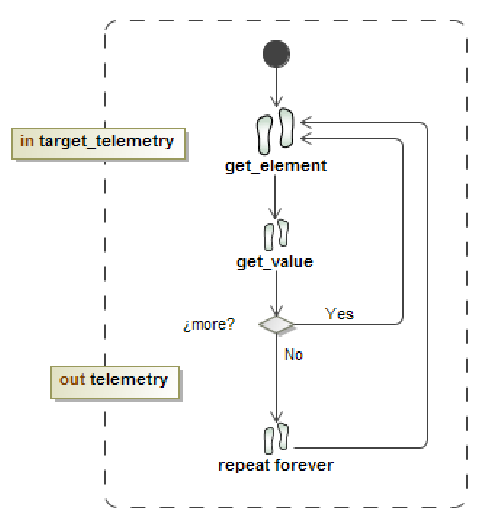 in target_telemetry
get_element
get_value
¿more?
Yes
No
out telemetry
repeat forever